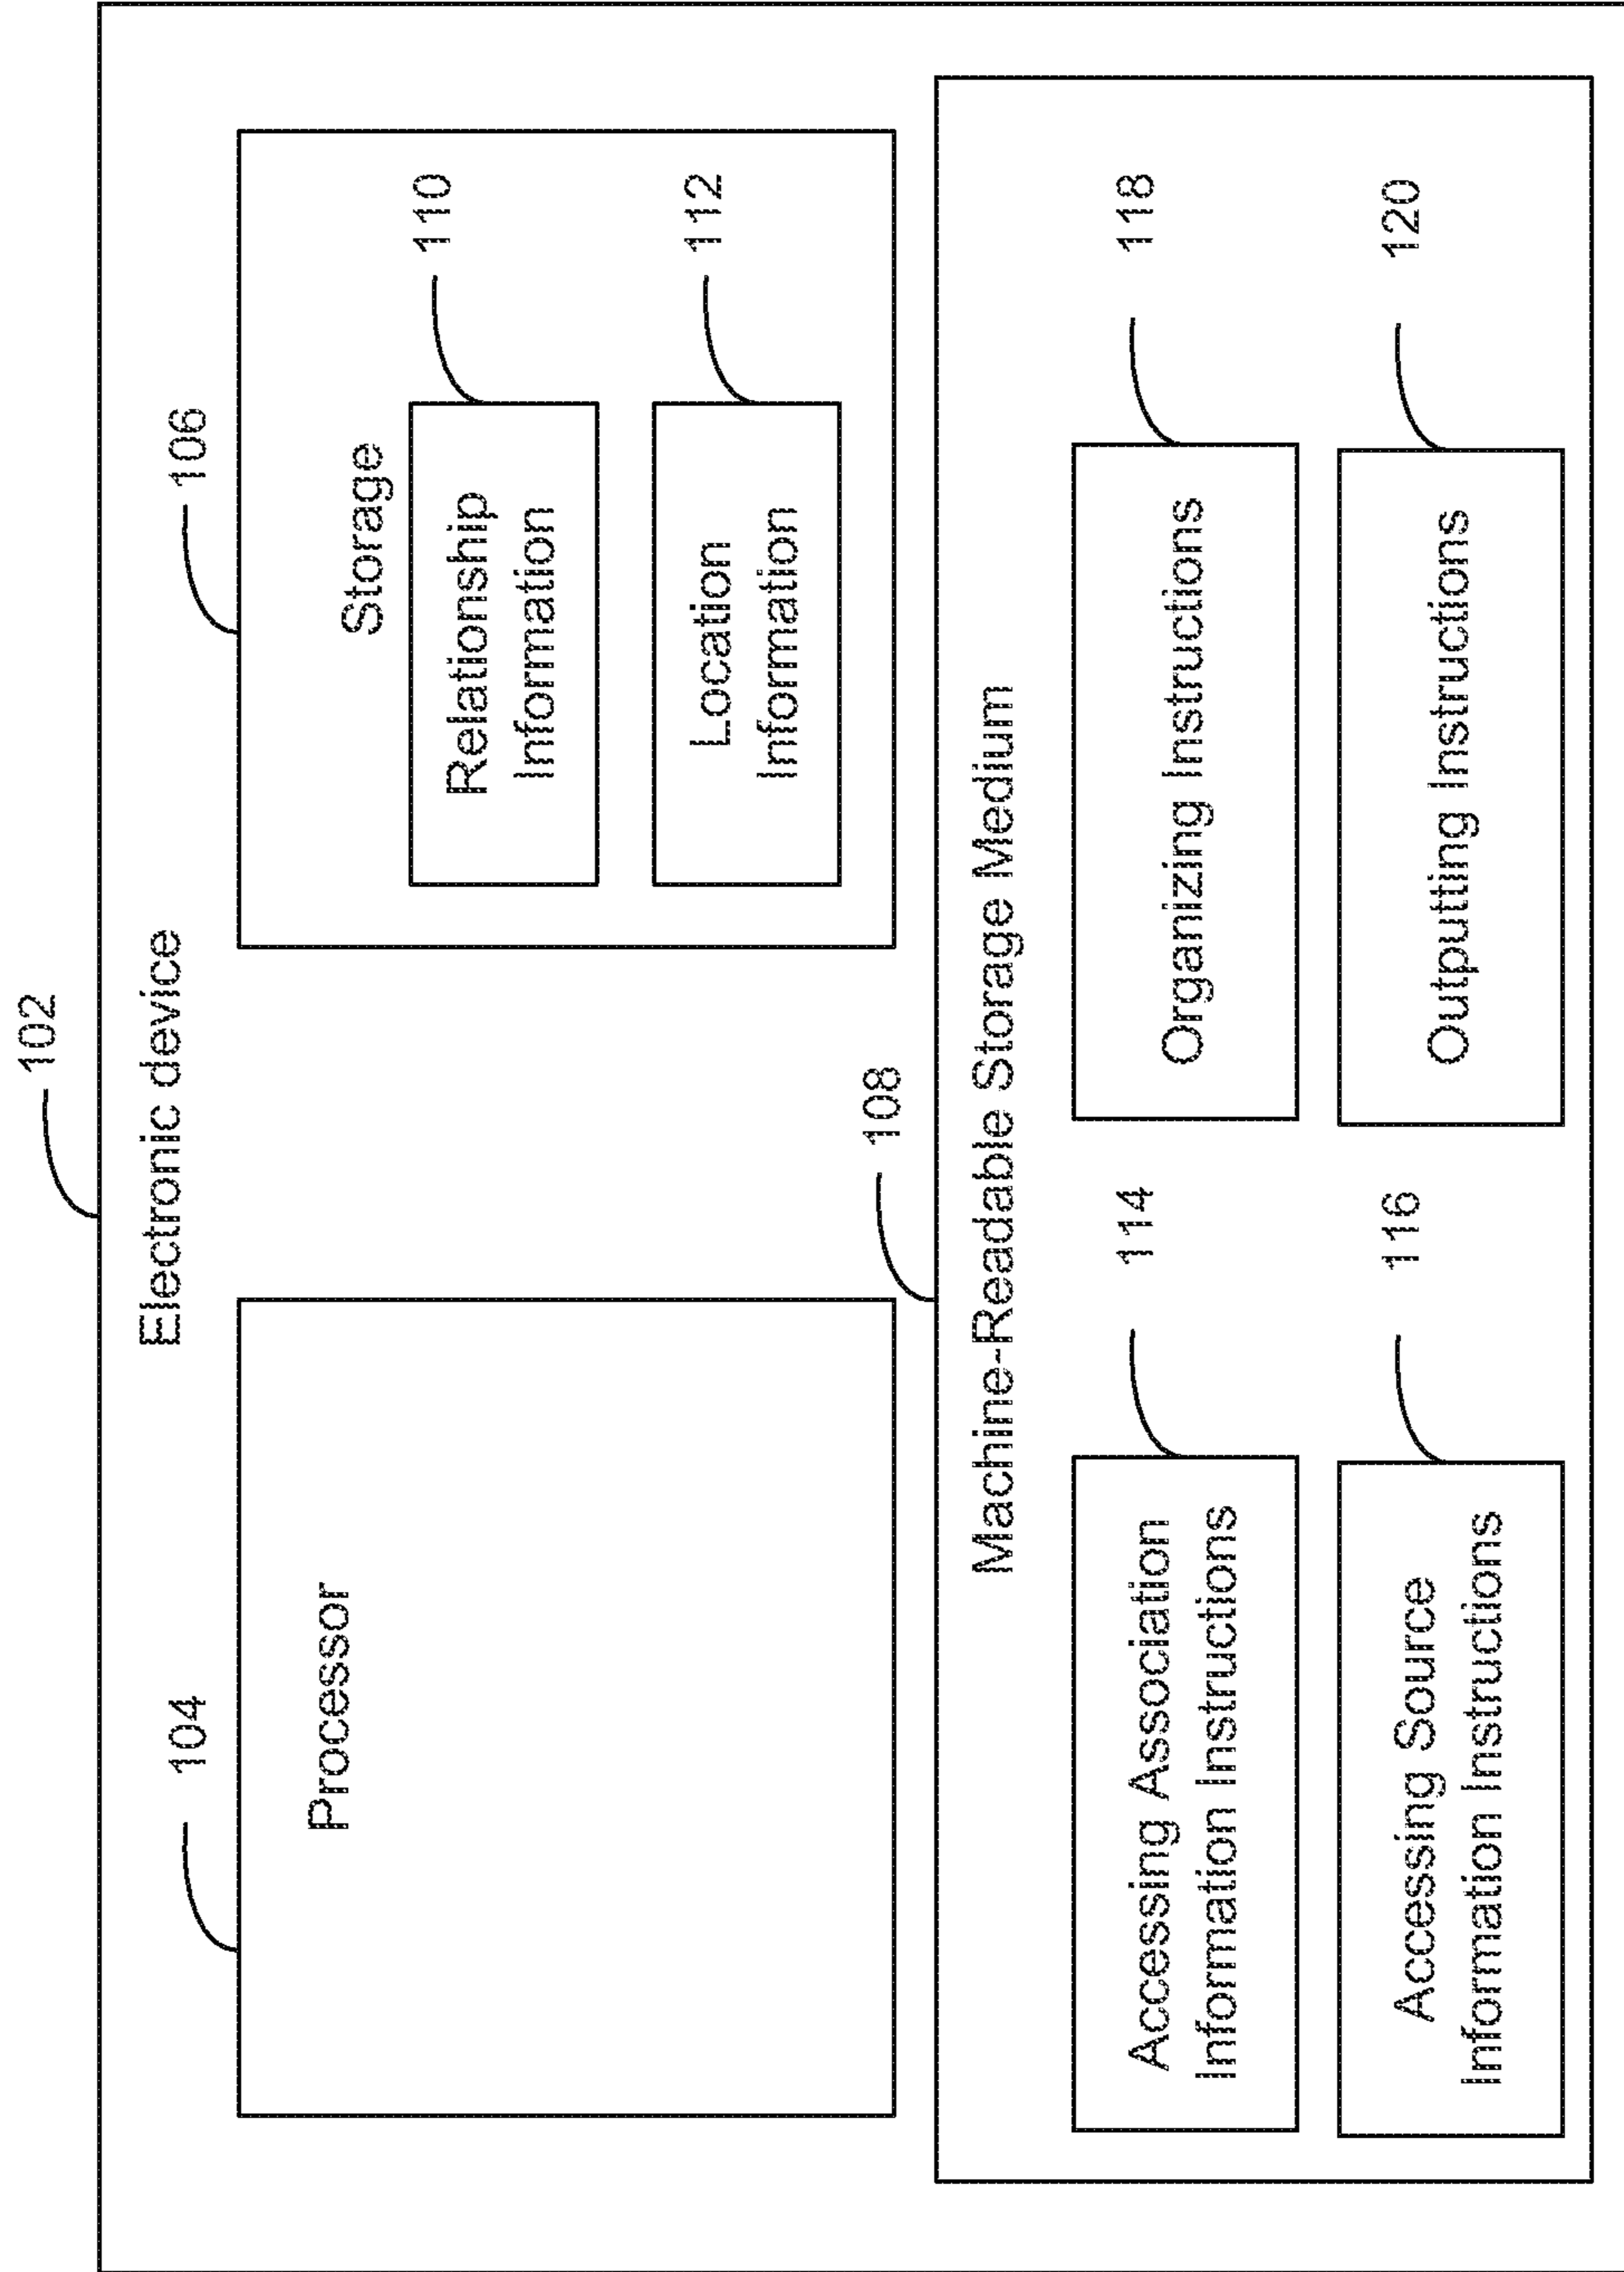 102
Electronic device
104
Processor
106
Storage
110
Relationship
Information
112
Location
Information
108
Machine-Readable Storage Medium
114
Accessing Association
Information Instructions
118
Organizing Instructions
116
Accessing Source
Information Instructions
120
Outputting Instructions